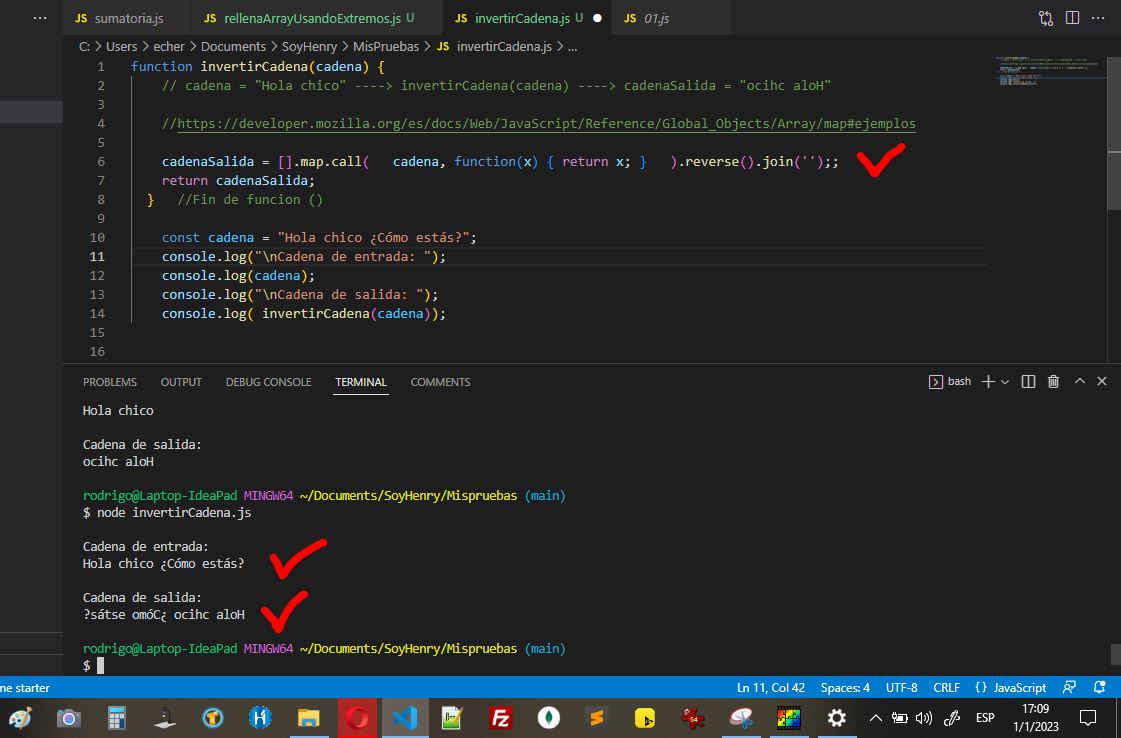 ... JS sumatoria.js JS rellenaArrayUsandoExtremos.js U JS invertirCadena.js U ● JS 01.js ...
C: > Users > echer > Documents > SoyHenry > MisPruebas > JS invertirCadena.js > ...
1 function invertirCadena(cadena) {
2 // cadena = "Hola chico" ----> invertirCadena(cadena) ----> cadenaSalida = "ocihc aloH"
3
4 //https://developer.mozilla.org/es/docs/Web/JavaScript/Reference/Global_Objects/Array/map#ejemplos
5
6 cadenaSalida = [].map.call(   cadena, function(x) { return x; }   ).reverse().join('');;
7 return cadenaSalida;
8 }   //Fin de funcion ()
9
10 const cadena = "Hola chico ¿Cómo estás?";
11 console.log("\nCadena de entrada: ");
12 console.log(cadena);
13 console.log("\nCadena de salida: ");
14 console.log( invertirCadena(cadena));
15
16
PROBLEMS OUTPUT DEBUG CONSOLE TERMINAL COMMENTS bash
Hola chico
Cadena de salida:
ocihc aloH
rodrigo@Laptop-IdeaPad MINGW64 ~/Documents/SoyHenry/Mispruebas (main)
$ node invertirCadena.js
Cadena de entrada:
Hola chico ¿Cómo estás?
Cadena de salida:
?sátse omóC¿ ocihc aloH
rodrigo@Laptop-IdeaPad MINGW64 ~/Documents/SoyHenry/Mispruebas (main)
$
ne starter Ln 11, Col 42 Spaces: 4 UTF-8 CRLF {} JavaScript
H Fz S 64 ESP 17:09
1/1/2023